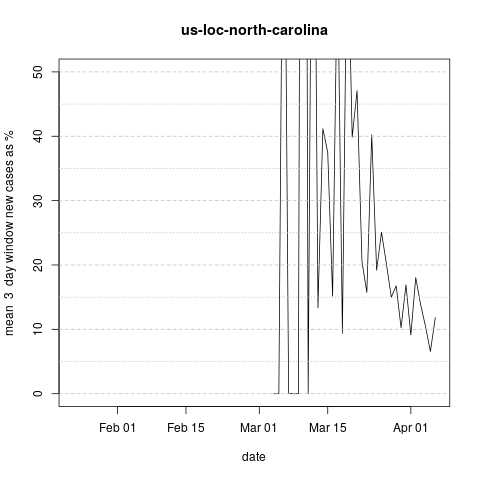 us-loc-north-carolina
mean 3 day window new cases as %
50
40
30
20
10
0
Feb 01 Feb 15 Mar 01 Mar 15 Apr 01
date